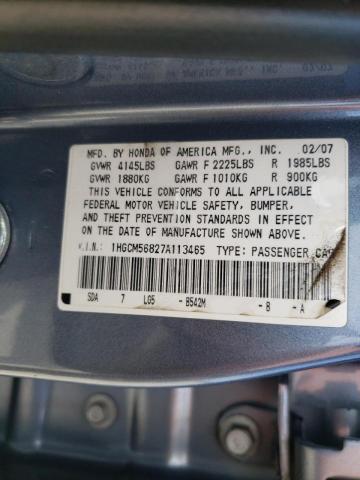 MFD. BY HONDA OF AMERICA MFG., INC. 02/07
GVWR 4145LBS GAWR F 2225LBS R 1985LBS
GVWR 1880KG GAWR F 1010KG R 900KG
THIS VEHICLE CONFORMS TO ALL APPLICABLE
FEDERAL MOTOR VEHICLE SAFETY, BUMPER,
AND THEFT PREVENTION STANDARDS IN EFFECT
ON THE DATE OF MANUFACTURE SHOWN ABOVE.
V.I.N.: 1HGCM56827A113465 TYPE: PASSENGER CAR
SDA 7 LG5 - B542M - B - A